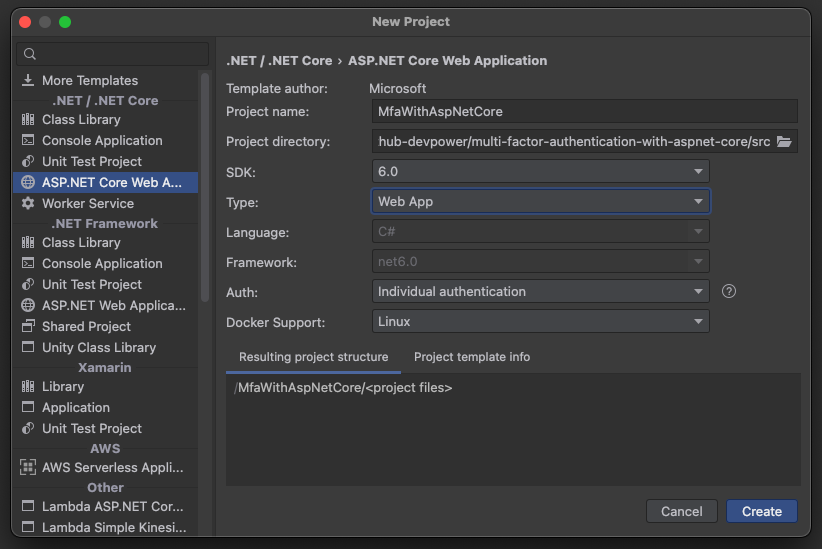 New Project
More Templates
.NET / .NET Core
Class Library
Console Application
Unit Test Project
ASP.NET Core Web A...
Worker Service
.NET Framework
Class Library
Console Application
Unit Test Project
ASP.NET Web Applica...
Shared Project
Unity Class Library
Xamarin
Library
Application
Unit Test Project
AWS
AWS Serverless Appli...
Other
Lambda ASP.NET Cor...
Lambda Simple Kinesi...
.NET / .NET Core › ASP.NET Core Web Application
Template author: Microsoft
Project name: MfaWithAspNetCore
Project directory: hub-devpower/multi-factor-authentication-with-aspnet-core/src
SDK: 6.0
Type: Web App
Language: C#
Framework: net6.0
Auth: Individual authentication ?
Docker Support: Linux
Resulting project structure Project template info
/MfaWithAspNetCore/<project files>
Cancel Create